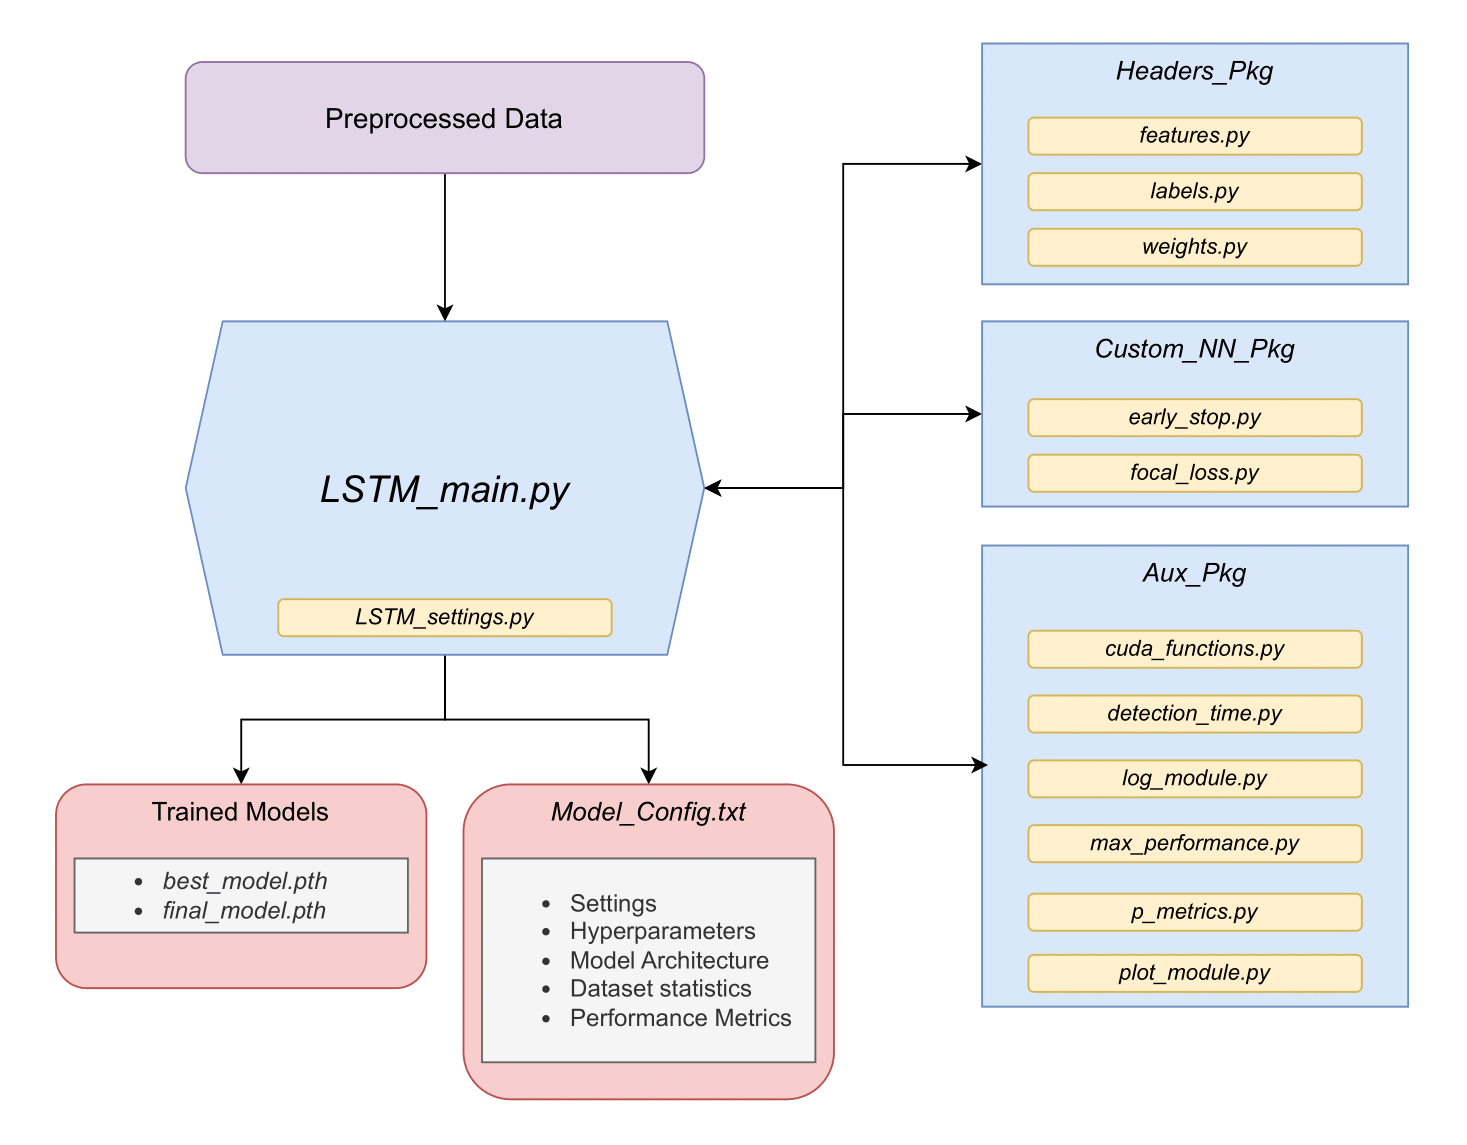 Preprocessed Data
LSTM_main.py
LSTM_settings.py
Trained Models
• best_model.pth
• final_model.pth
Model_Config.txt
• Settings
• Hyperparameters
• Model Architecture
• Dataset statistics
• Performance Metrics
Headers_Pkg
features.py
labels.py
weights.py
Custom_NN_Pkg
early_stop.py
focal_loss.py
Aux_Pkg
cuda_functions.py
detection_time.py
log_module.py
max_performance.py
p_metrics.py
plot_module.py